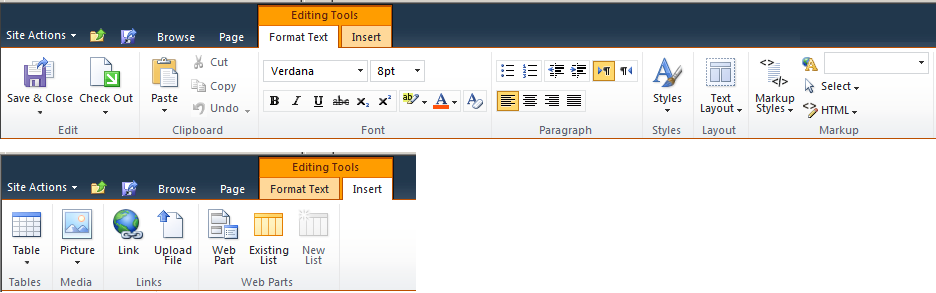 Editing Tools
Site Actions Browse Page Format Text Insert
Save & Close Check Out Paste Cut Copy Undo
Verdana 8pt
B I U abc X₂ X² ab A A
Styles Text Layout Markup Styles Select HTML
Edit Clipboard Font Paragraph Styles Layout Markup
Editing Tools
Site Actions Browse Page Format Text Insert
Table Picture Link Upload File Web Part Existing List New List
Tables Media Links Web Parts